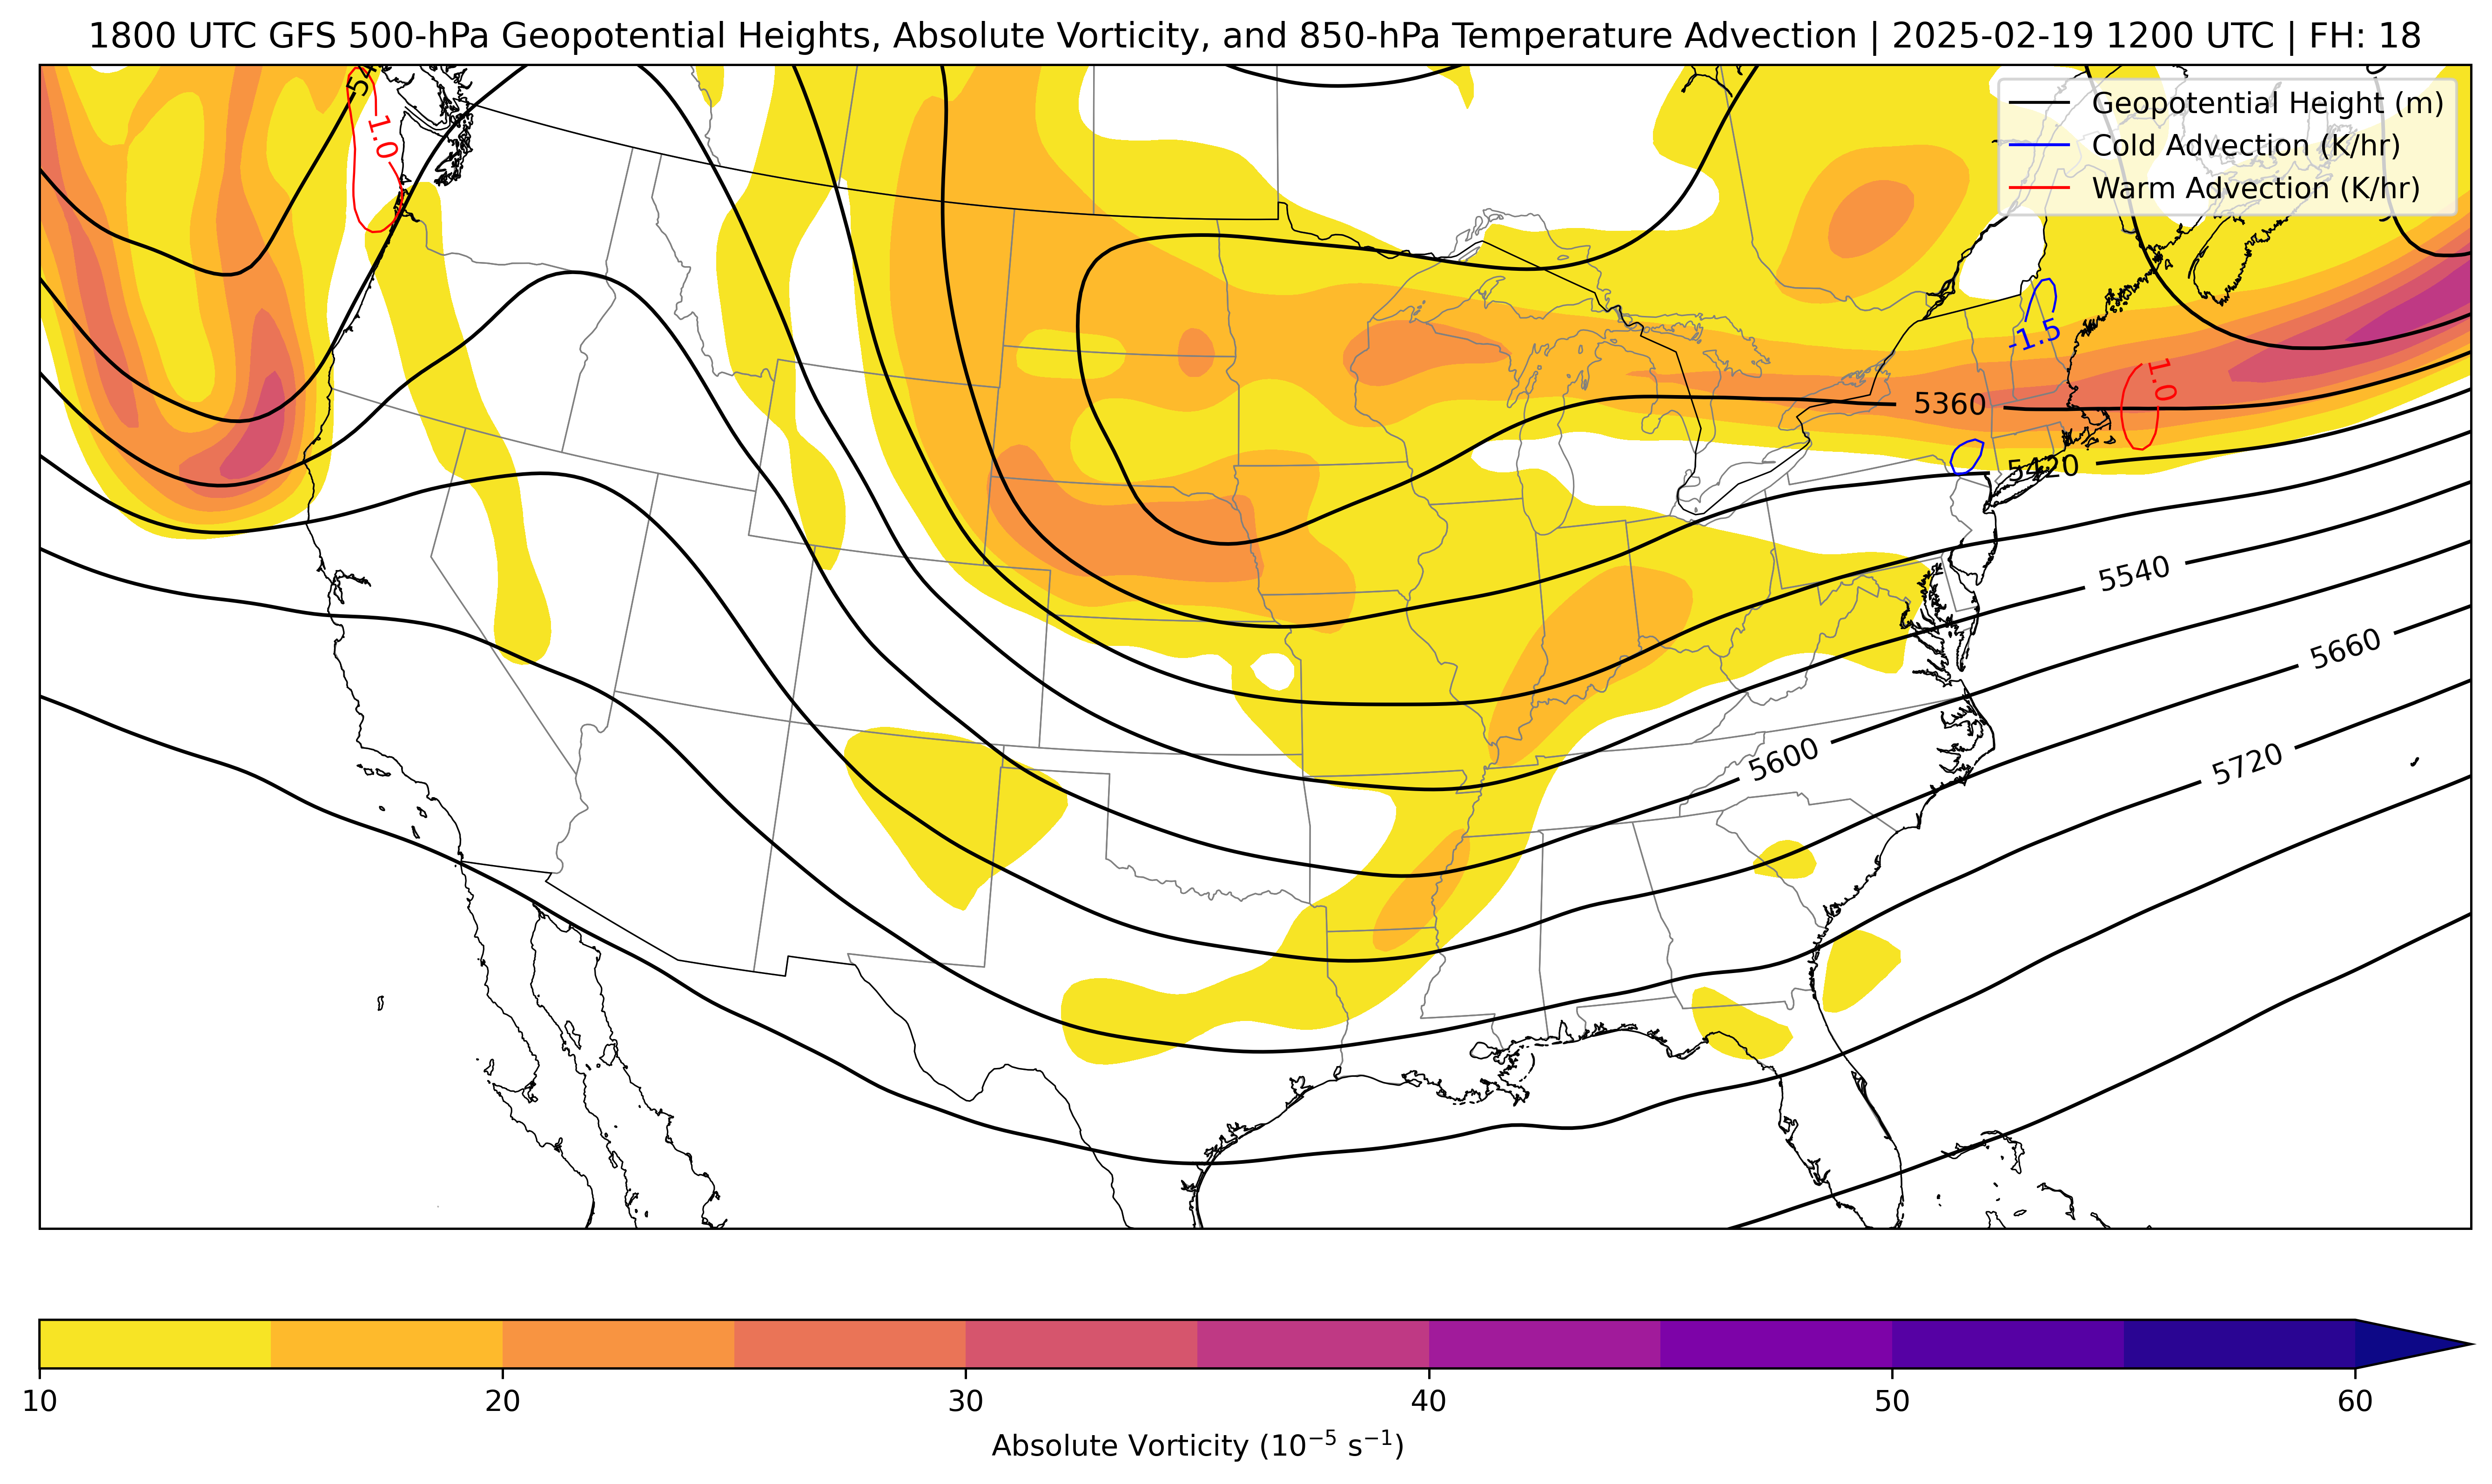 1800 UTC GFS 500-hPa Geopotential Heights, Absolute Vorticity, and 850-hPa Temperature Advection | 2025-02-19 1200 UTC | FH: 18
Geopotential Height (m)
Cold Advection (K/hr)
Warm Advection (K/hr)
1.0
-1.5
1.0
5360
5420
5540
5660
5600
5720
10 20 30 40 50 60
Absolute Vorticity (10⁻⁵ s⁻¹)